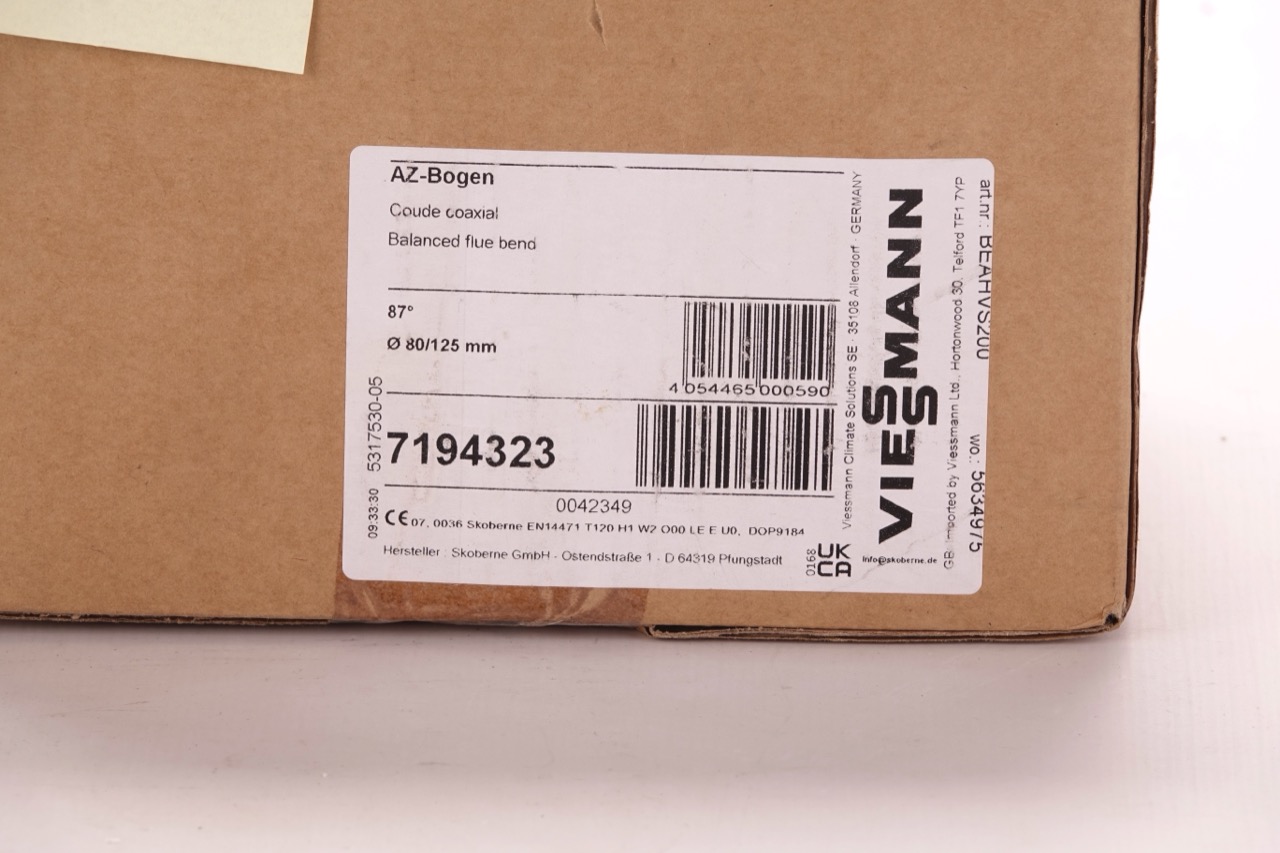 AZ-Bogen
Coude coaxial
Balanced flue bend
87°
Ø 80/125 mm
4 054465 000590
7194323
0042349
CE 07, 0036 Skoberne EN14471 T120 H1 W2 O00 LE E U0, DOP9184
Hersteller : Skoberne GmbH - Ostendstraße 1 - D 64319 Pfungstadt
09:33:30 5317530-05
Viessmann Climate Solutions SE · 35108 Allendorf · GERMANY
VIESSMANN
GB: Imported by Viessmann Ltd., Hortonwood 30, Telford TF1 7YP
art.nr.: BEAHVS200
wo.: 5634975
0168
UK
CA
info@skoberne.de